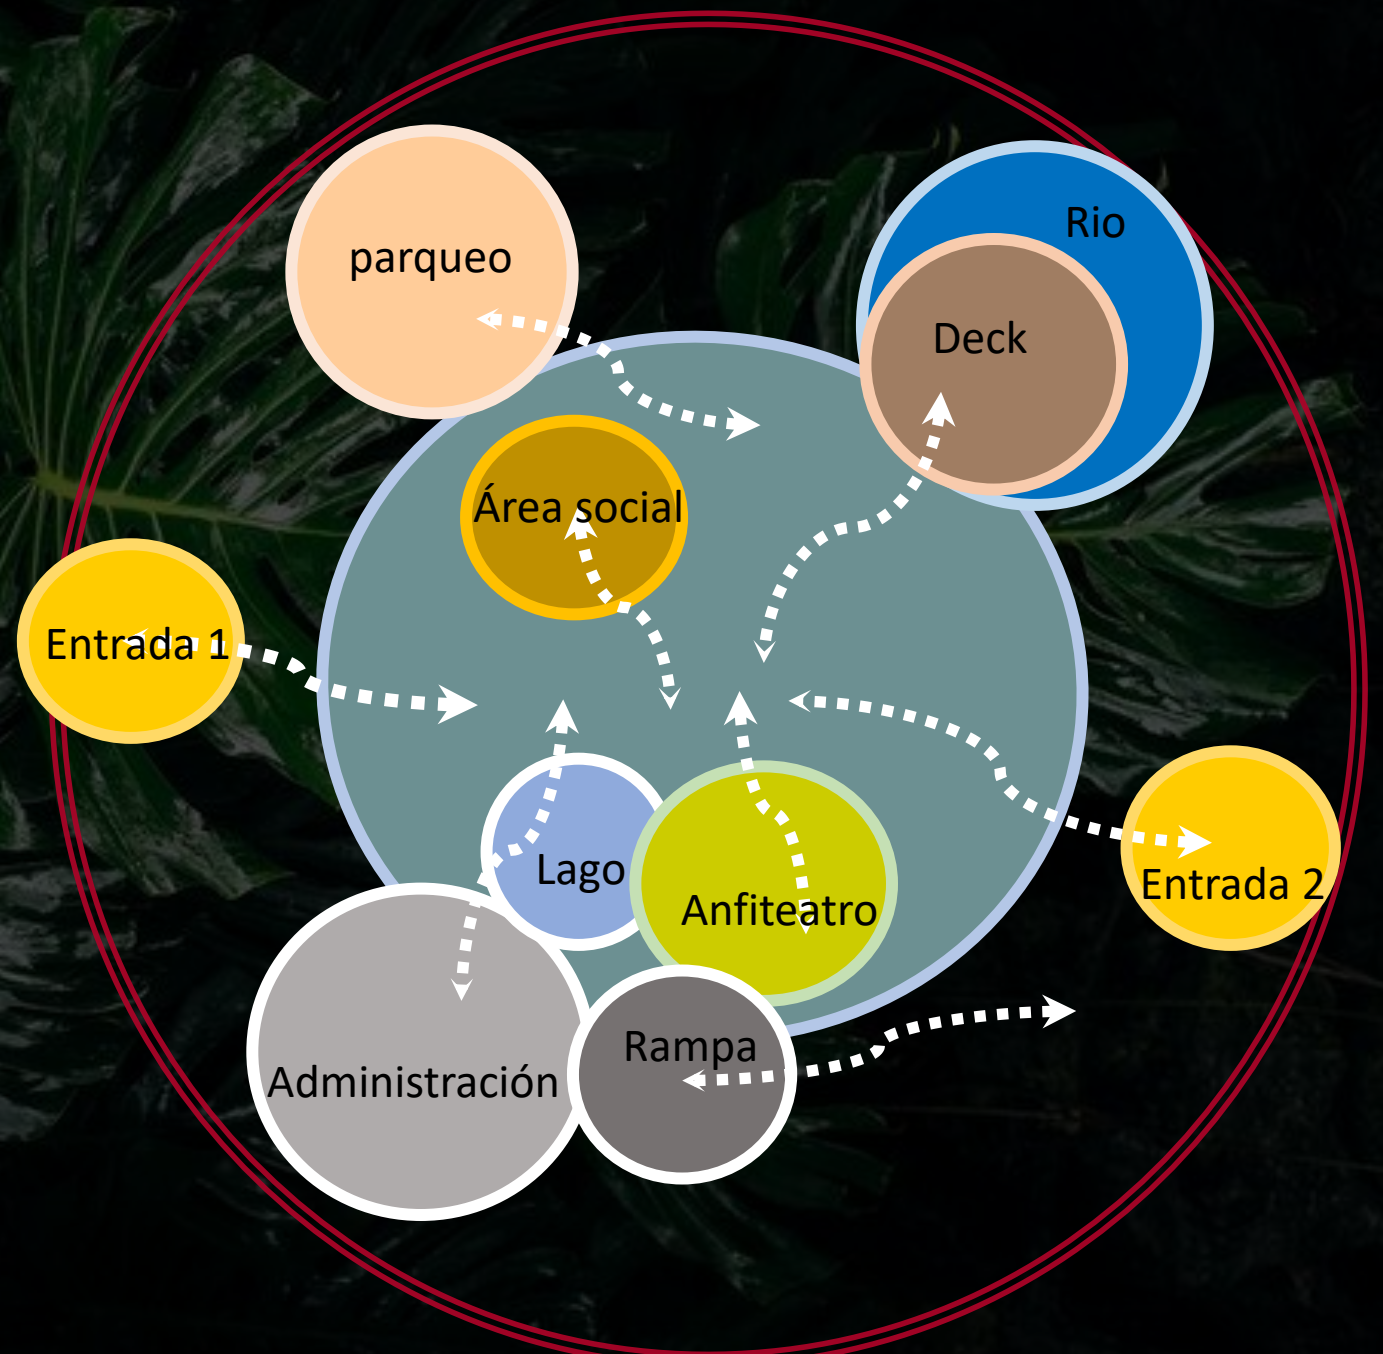 Rio
parqueo
Deck
Área social
Entrada 1
Lago
Entrada 2
Anfiteatro
Rampa
Administración